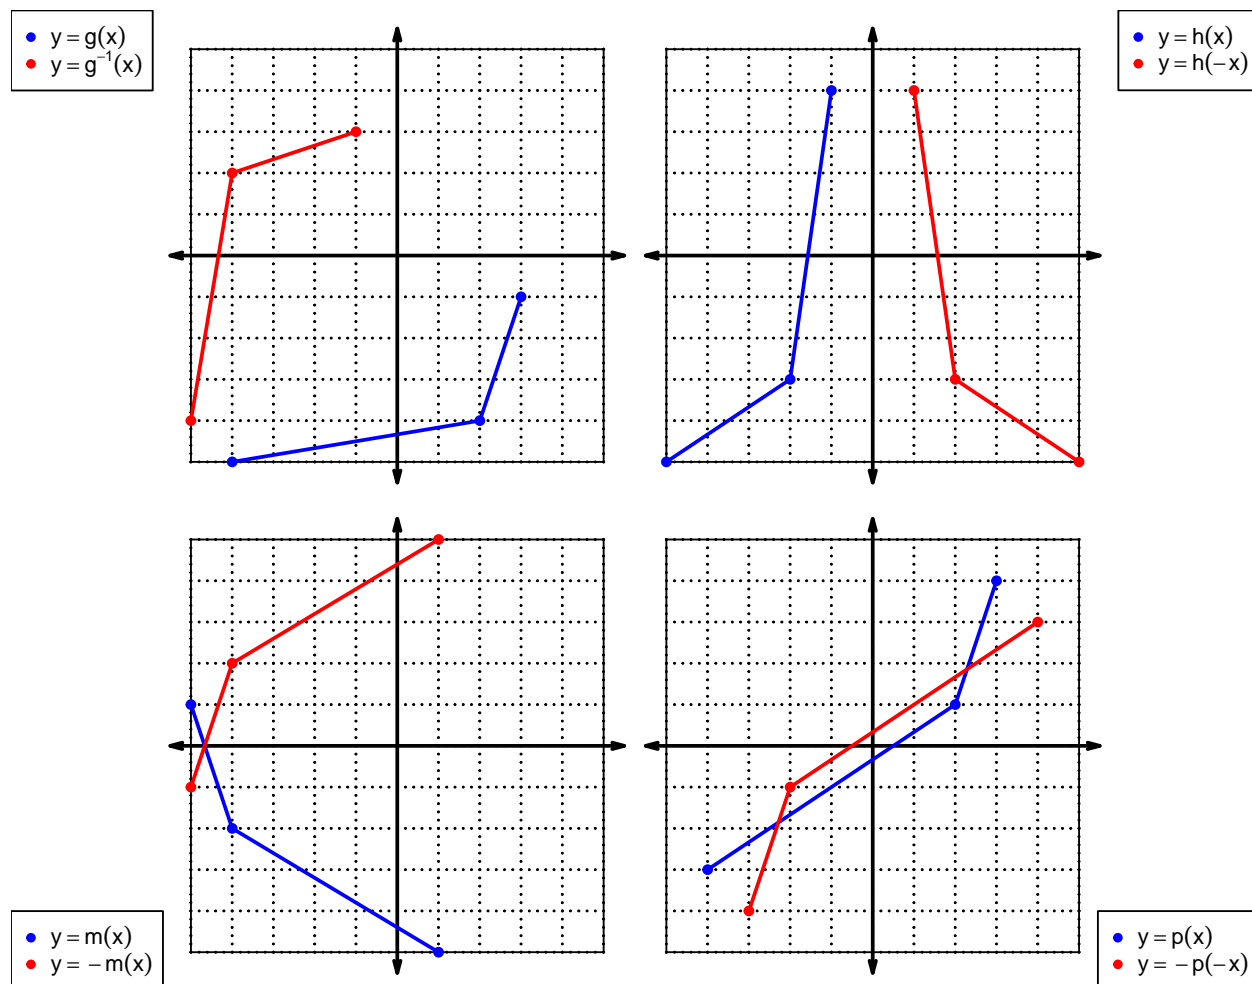 y = g(x)
y = g⁻¹(x)
y = h(x)
y = h(−x)
y = m(x)
y = −m(x)
y = p(x)
y = −p(−x)